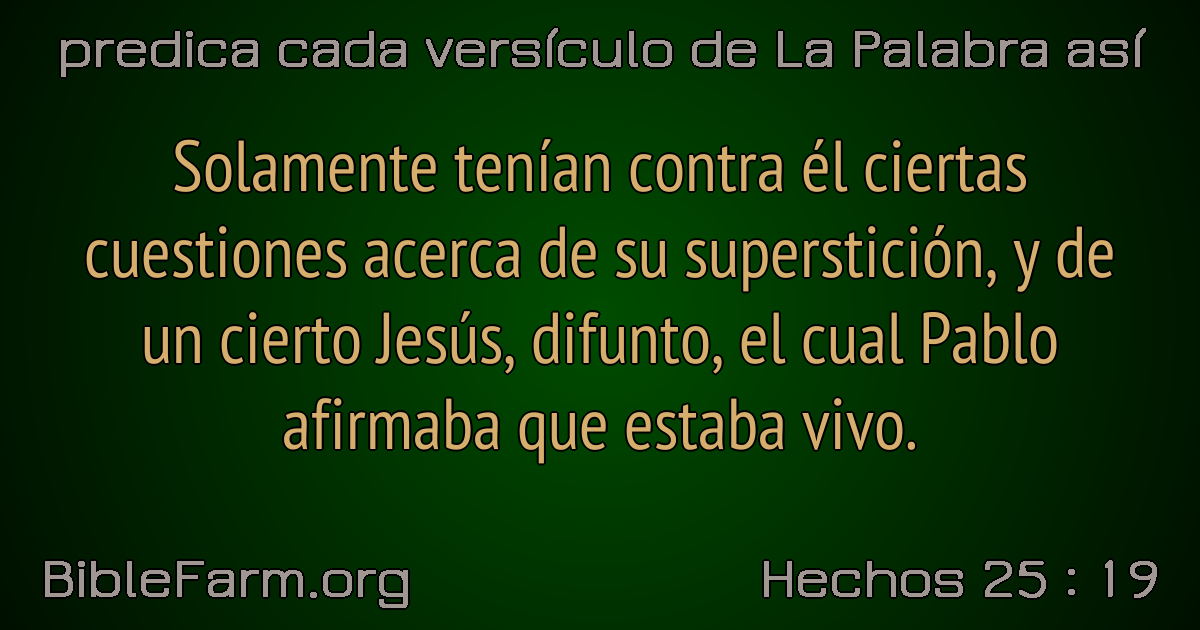 predica cada versículo de La Palabra así
Solamente tenían contra él ciertas
cuestiones acerca de su superstición, y de
un cierto Jesús, difunto, el cual Pablo
afirmaba que estaba vivo.
BibleFarm.org
Hechos 25 : 19